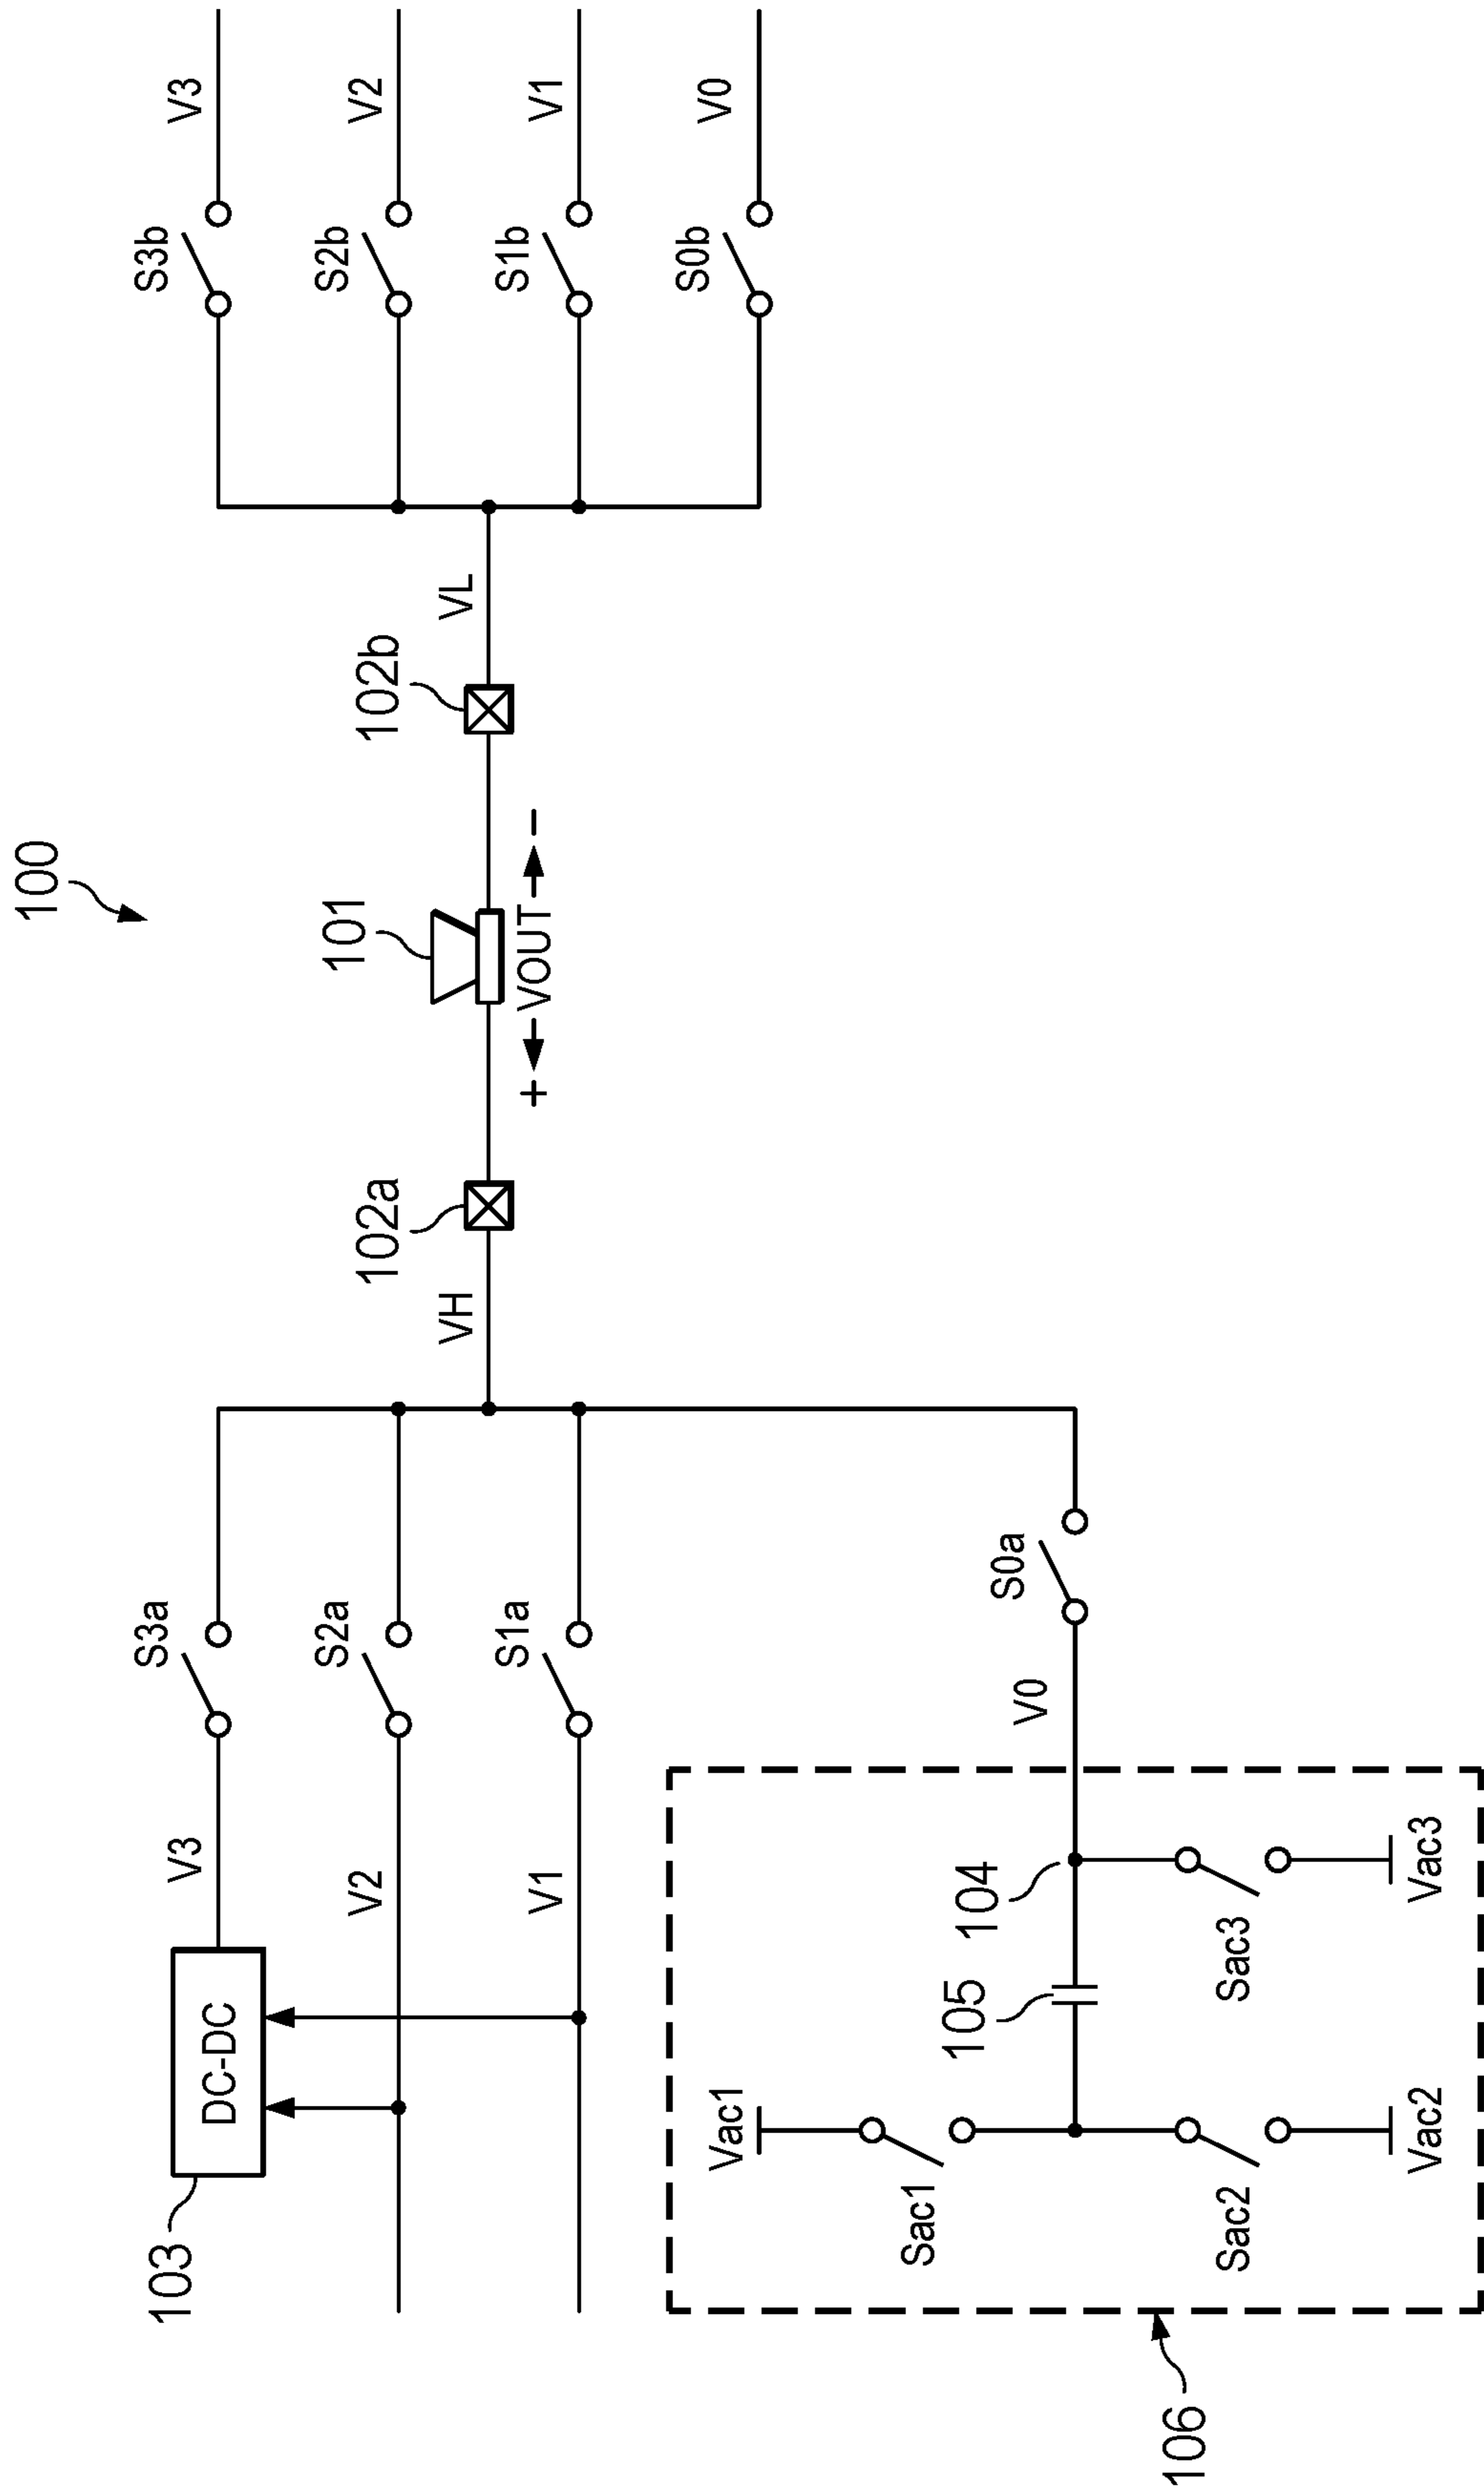 100
103
DC-DC
V3
S3a
V2
S2a
V1
S1a
VH
102a
101
+
VOUT
-
102b
VL
S3b
V3
S2b
V2
S1b
V1
S0b
V0
106
Vac1
Sac1
Sac2
Vac2
105
104
Sac3
Vac3
V0
S0a